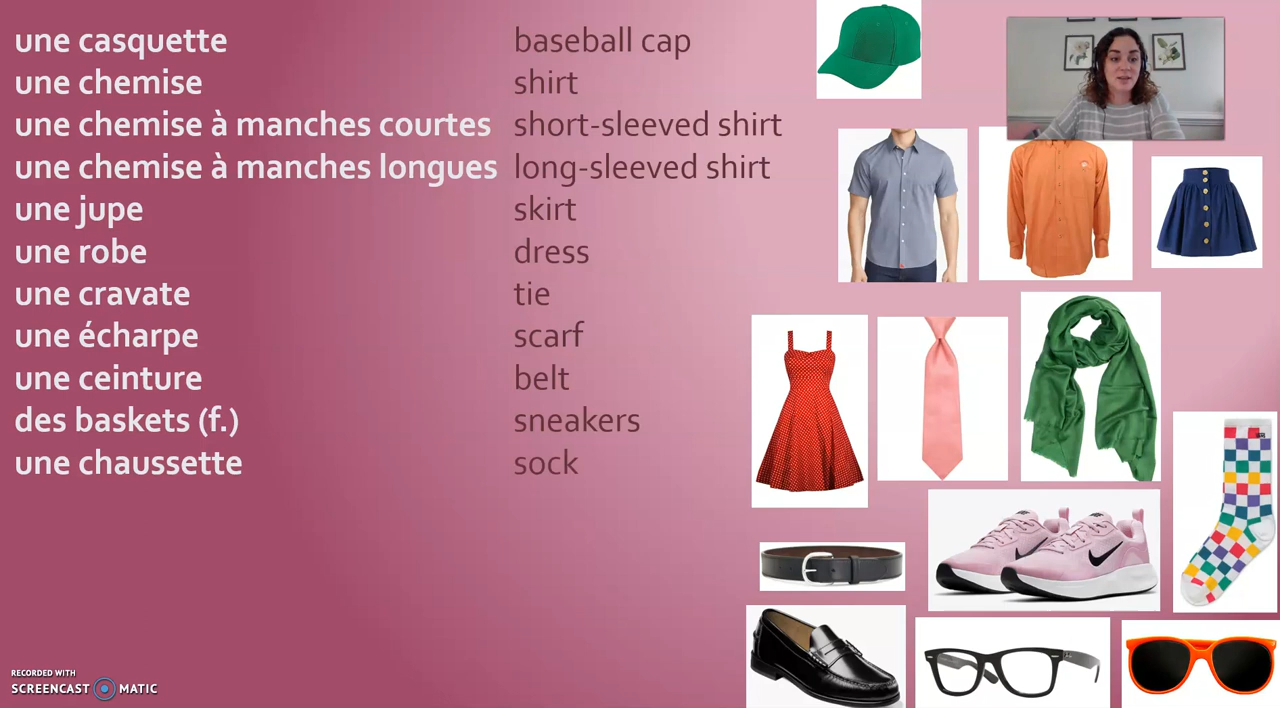 une casquette baseball cap
une chemise shirt
une chemise à manches courtes short-sleeved shirt
une chemise à manches longues long-sleeved shirt
une jupe skirt
une robe dress
une cravate tie
une écharpe scarf
une ceinture belt
des baskets (f.) sneakers
une chaussette sock
RECORDED WITH
SCREENCAST MATIC